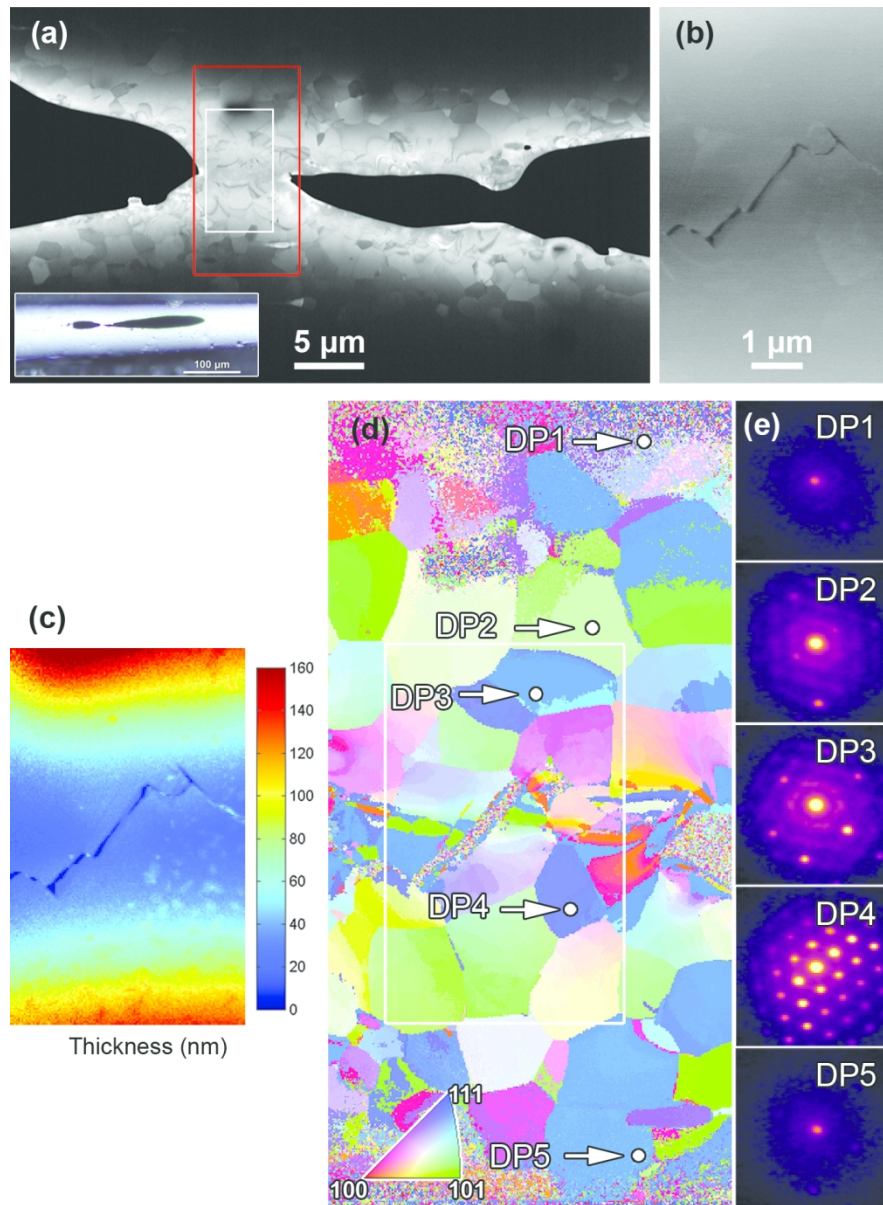 (a)
5 µm
100 µm
(b)
1 µm
(c)
160
140
120
100
80
60
40
20
0
Thickness (nm)
(d)
DP1
DP2
DP3
DP4
DP5
111
100
101
(e)
DP1
DP2
DP3
DP4
DP5